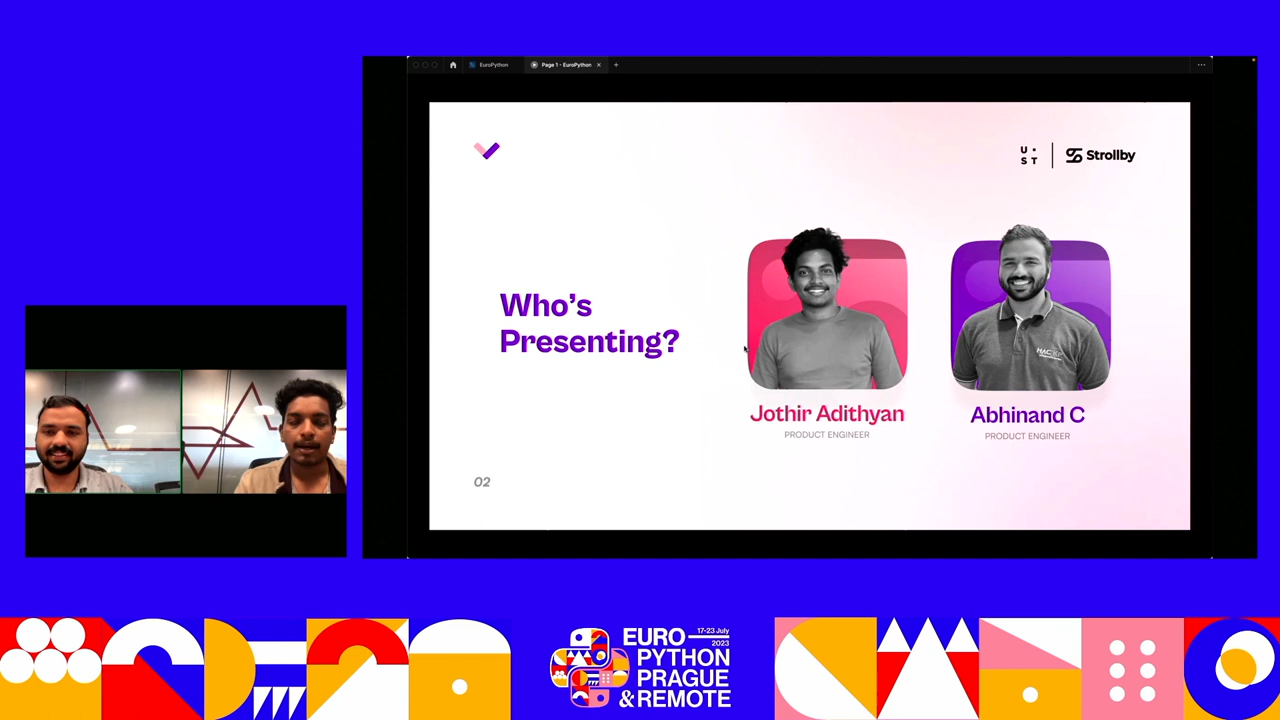 EuroPython
Page 1 - EuroPython
U
ST
Strollby
Who's
Presenting?
Jothir Adithyan
PRODUCT ENGINEER
Abhinand C
PRODUCT ENGINEER
02
EURO
17-23 July
2023
PYTHON
PRAGUE
& REMOTE